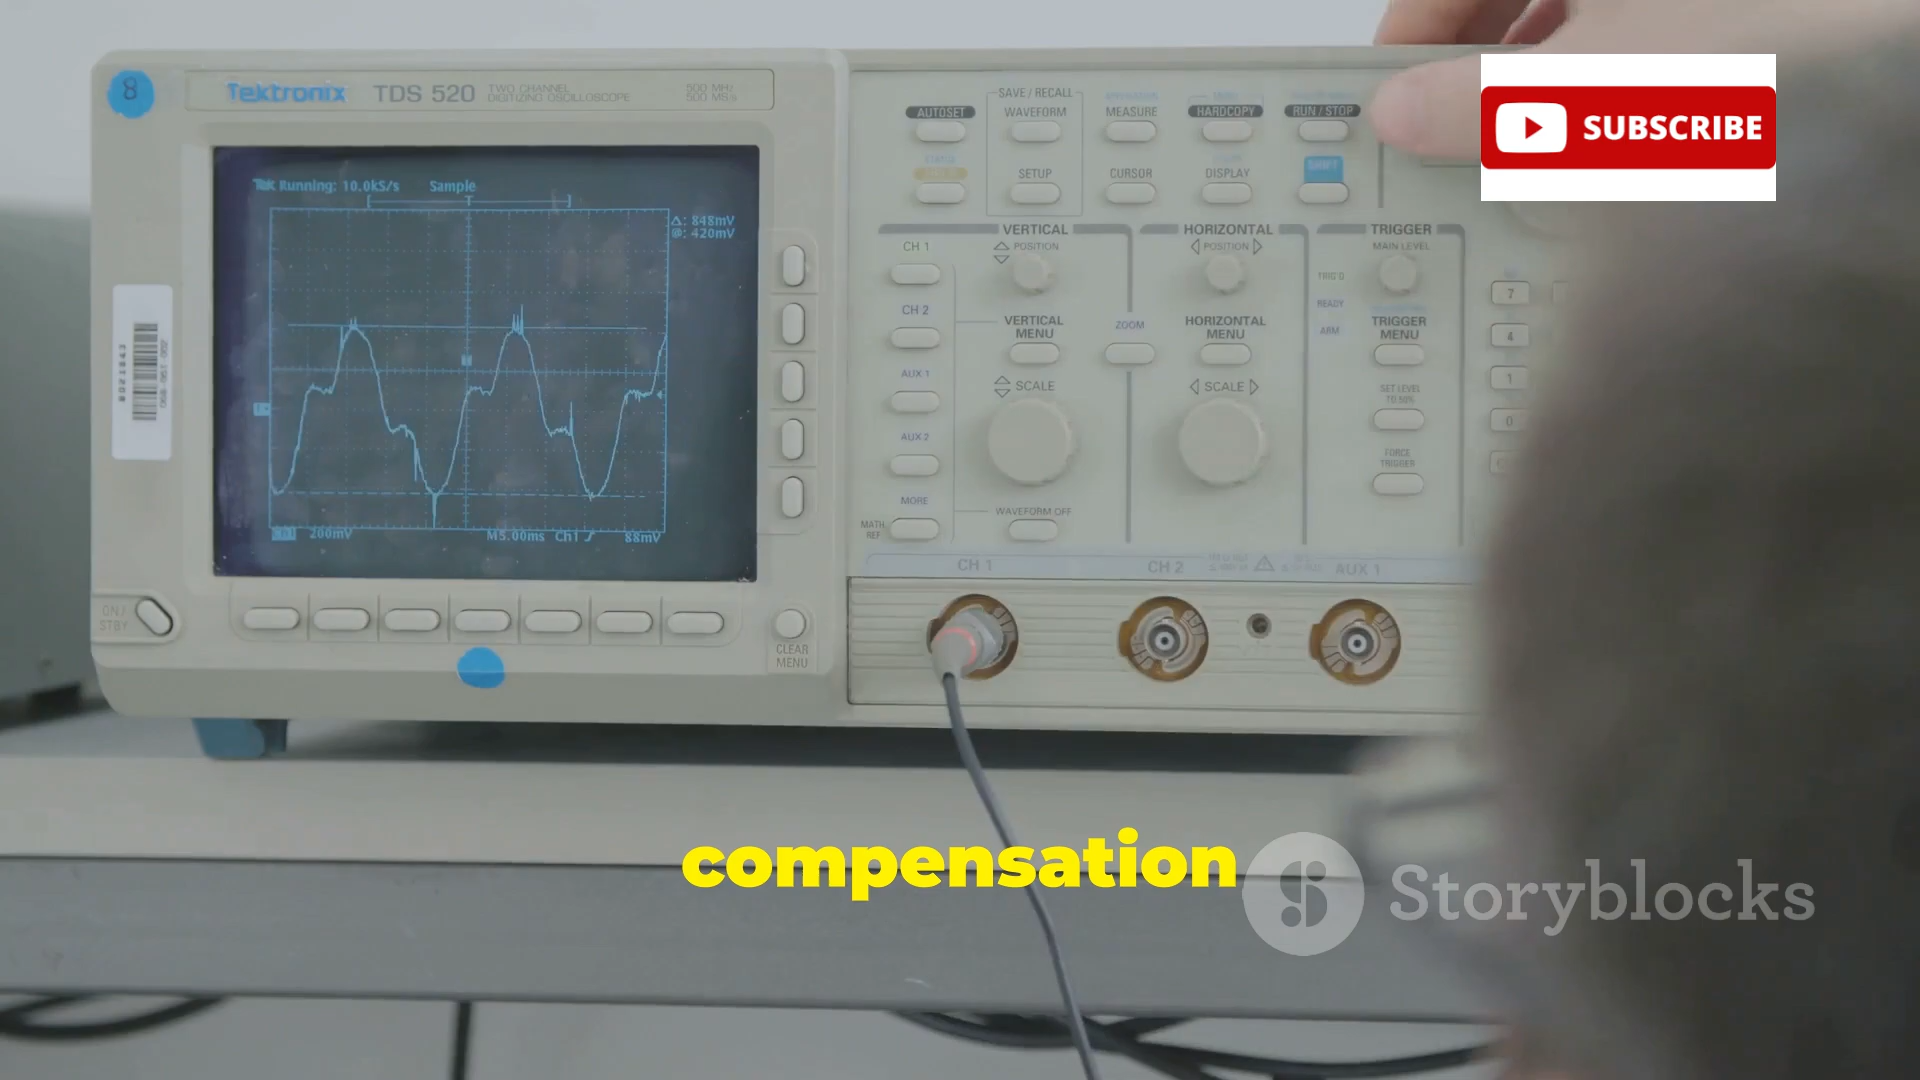 8
Tektronix TDS 520 TWO CHANNEL DIGITIZING OSCILLOSCOPE 500 MHz 500 MS/s
SUBSCRIBE
Tek Running: 10.0kS/s Sample
Δ: 848mV
@: 420mV
Ch1 200mV M5.00ms Ch1 88mV
8021843
ON/
STBY
CLEAR
MENU
SAVE / RECALL
AUTOSET WAVEFORM MEASURE HARDCOPY RUN / STOP
SETUP CURSOR DISPLAY SHIFT
VERTICAL HORIZONTAL TRIGGER
CH 1 POSITION POSITION MAIN LEVEL
TRIG'D
READY
ARM
CH 2
VERTICAL
MENU
ZOOM
HORIZONTAL
MENU
TRIGGER
MENU
AUX 1
SCALE SCALE
SET LEVEL
TO 50%
AUX 2
FORCE
TRIGGER
MORE
MATH
REF
WAVEFORM OFF
7
4
1
0
CH 1 CH 2 AUX 1
compensation
Storyblocks